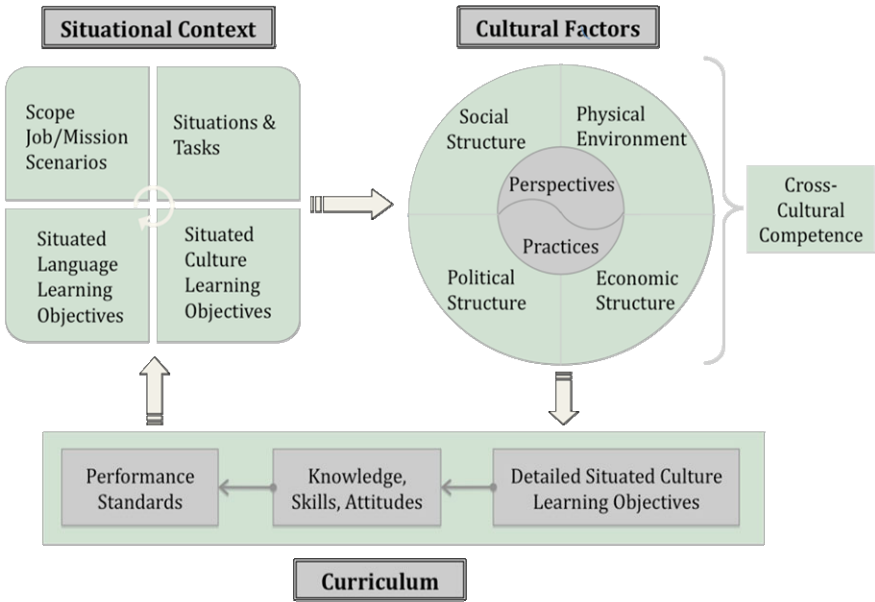 Situational Context
Scope
Job/Mission
Scenarios
Situations &
Tasks
Situated
Language
Learning
Objectives
Situated
Culture
Learning
Objectives
Cultural Factors
Social
Structure
Physical
Environment
Perspectives
Practices
Political
Structure
Economic
Structure
Cross-
Cultural
Competence
Performance
Standards
Knowledge,
Skills, Attitudes
Detailed Situated Culture
Learning Objectives
Curriculum